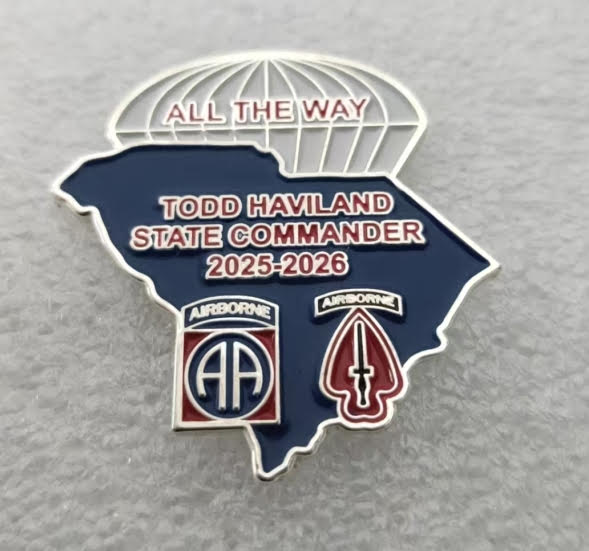 ALL THE WAY
TODD HAVILAND
STATE COMMANDER
2025-2026
AIRBORNE
AIRBORNE
AA